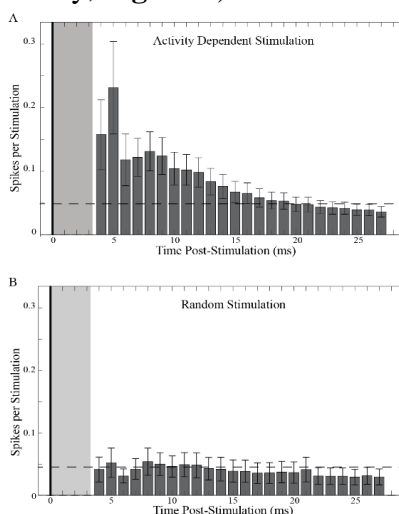 A
Activity Dependent Stimulation
Spikes per Stimulation
0.3
0.2
0.1
0
0 5 10 15 20 25
Time Post-Stimulation (ms)
B
Random Stimulation
Spikes per Stimulation
0.3
0.2
0.1
0
0 5 10 15 20 25
Time Post-Stimulation (ms)